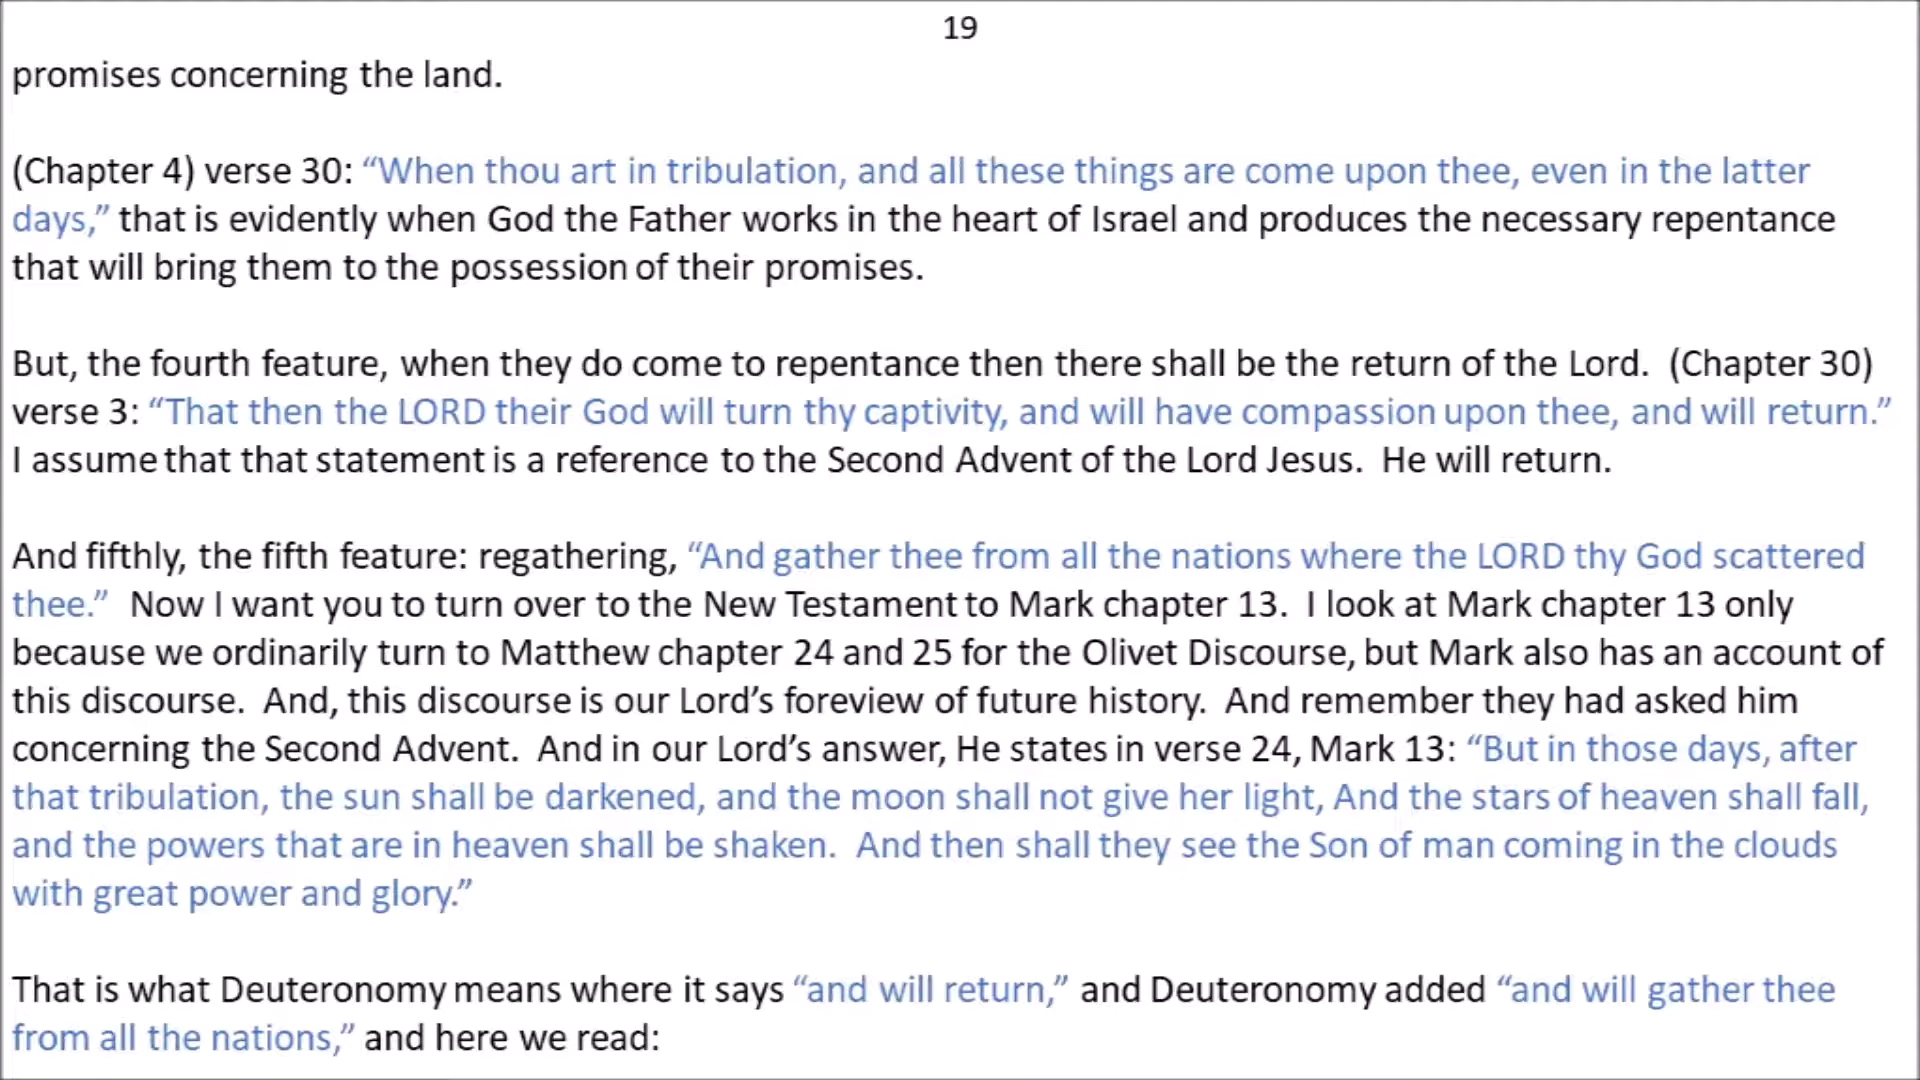 19
promises concerning the land.
(Chapter 4) verse 30: “When thou art in tribulation, and all these things are come upon thee, even in the latter
days,” that is evidently when God the Father works in the heart of Israel and produces the necessary repentance
that will bring them to the possession of their promises.
But, the fourth feature, when they do come to repentance then there shall be the return of the Lord.  (Chapter 30)
verse 3: “That then the LORD their God will turn thy captivity, and will have compassion upon thee, and will return.”
I assume that that statement is a reference to the Second Advent of the Lord Jesus.  He will return.
And fifthly, the fifth feature: regathering, “And gather thee from all the nations where the LORD thy God scattered
thee.”  Now I want you to turn over to the New Testament to Mark chapter 13.  I look at Mark chapter 13 only
because we ordinarily turn to Matthew chapter 24 and 25 for the Olivet Discourse, but Mark also has an account of
this discourse.  And, this discourse is our Lord’s foreview of future history.  And remember they had asked him
concerning the Second Advent.  And in our Lord’s answer, He states in verse 24, Mark 13: “But in those days, after
that tribulation, the sun shall be darkened, and the moon shall not give her light, And the stars of heaven shall fall,
and the powers that are in heaven shall be shaken.  And then shall they see the Son of man coming in the clouds
with great power and glory.”
That is what Deuteronomy means where it says “and will return,” and Deuteronomy added “and will gather thee
from all the nations,” and here we read: